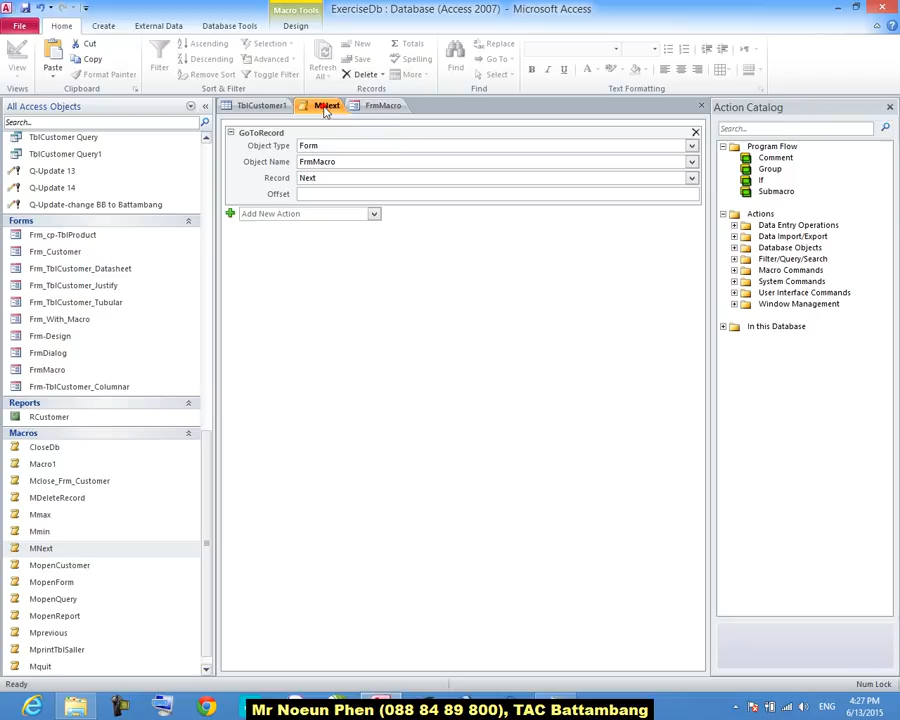 Macro Tools
ExerciseDb : Database (Access 2007) - Microsoft Access
File
Home
Create
External Data
Database Tools
Design
View
Paste
Cut
Copy
Format Painter
Filter
Ascending
Descending
Remove Sort
Selection
Advanced
Toggle Filter
Refresh All
New
Save
Delete
Totals
Spelling
More
Find
Replace
Go To
Select
Views
Clipboard
Sort & Filter
Records
Find
Text Formatting
All Access Objects
Search...
TblCustomer Query
TblCustomer Query1
Q-Update 13
Q-Update 14
Q-Update-change BB to Battambang
Forms
Frm_cp-TblProduct
Frm_Customer
Frm_TblCustomer_Datasheet
Frm_TblCustomer_Justify
Frm_TblCustomer_Tubular
Frm_With_Macro
Frm-Design
FrmDialog
FrmMacro
Frm-TblCustomer_Columnar
Reports
RCustomer
Macros
CloseDb
Macro1
Mclose_Frm_Customer
MDeleteRecord
Mmax
Mmin
MNext
MopenCustomer
MopenForm
MopenQuery
MopenReport
Mprevious
MprintTblSaller
Mquit
TblCustomer1
MNext
FrmMacro
GoToRecord
Object Type Form
Object Name FrmMacro
Record Next
Offset
Add New Action
Action Catalog
Search...
Program Flow
Comment
Group
If
Submacro
Actions
Data Entry Operations
Data Import/Export
Database Objects
Filter/Query/Search
Macro Commands
System Commands
User Interface Commands
Window Management
In this Database
Ready
Num Lock
ENG
4:27 PM
6/13/2015
Mr Noeun Phen (088 84 89 800), TAC Battambang